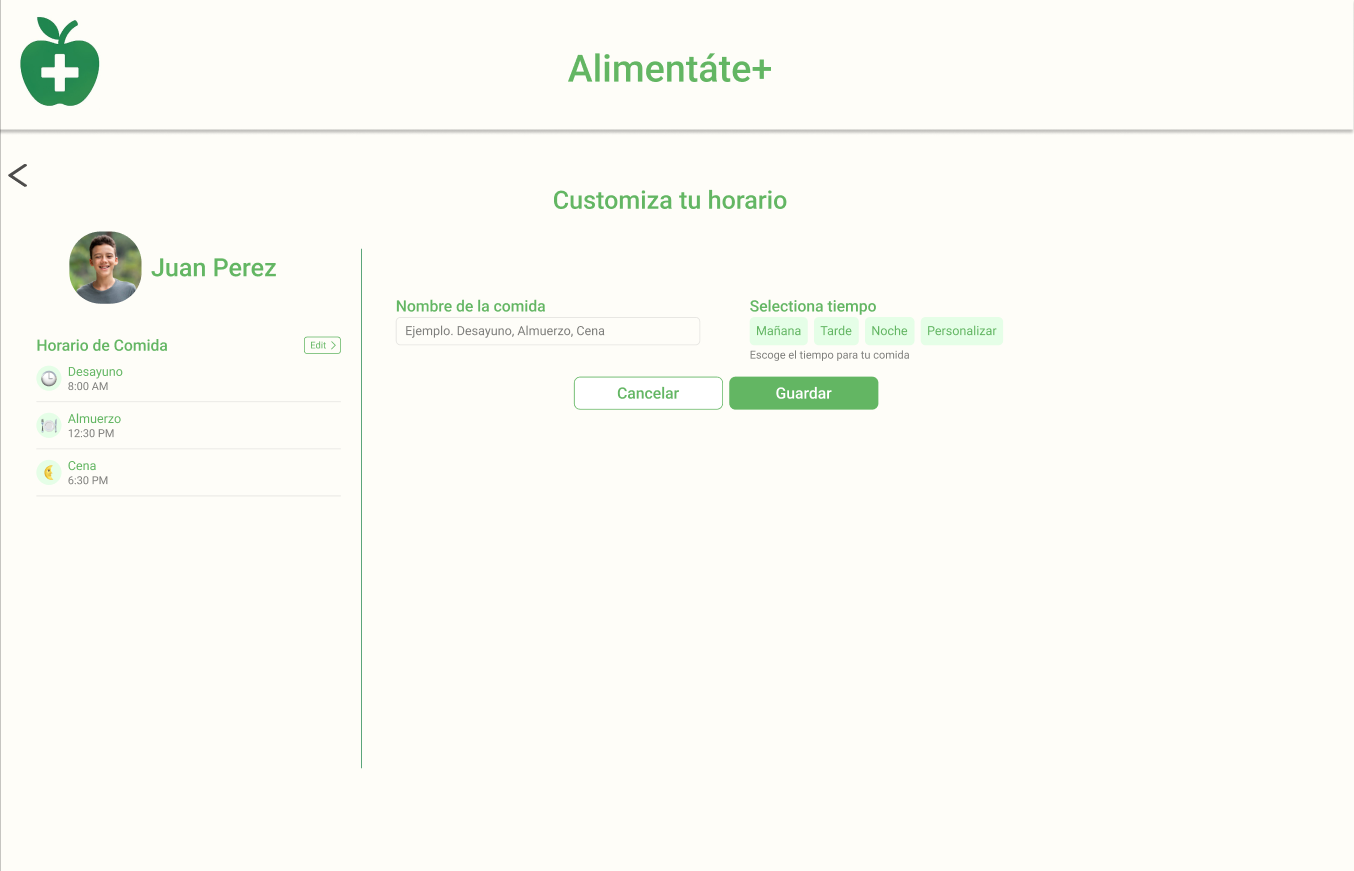 Alimentáte+
Customiza tu horario
Juan Perez
Horario de Comida
Edit >
Desayuno
8:00 AM
Almuerzo
12:30 PM
Cena
6:30 PM
Nombre de la comida
Ejemplo. Desayuno, Almuerzo, Cena
Selectiona tiempo
Mañana Tarde Noche Personalizar
Escoge el tiempo para tu comida
Cancelar Guardar